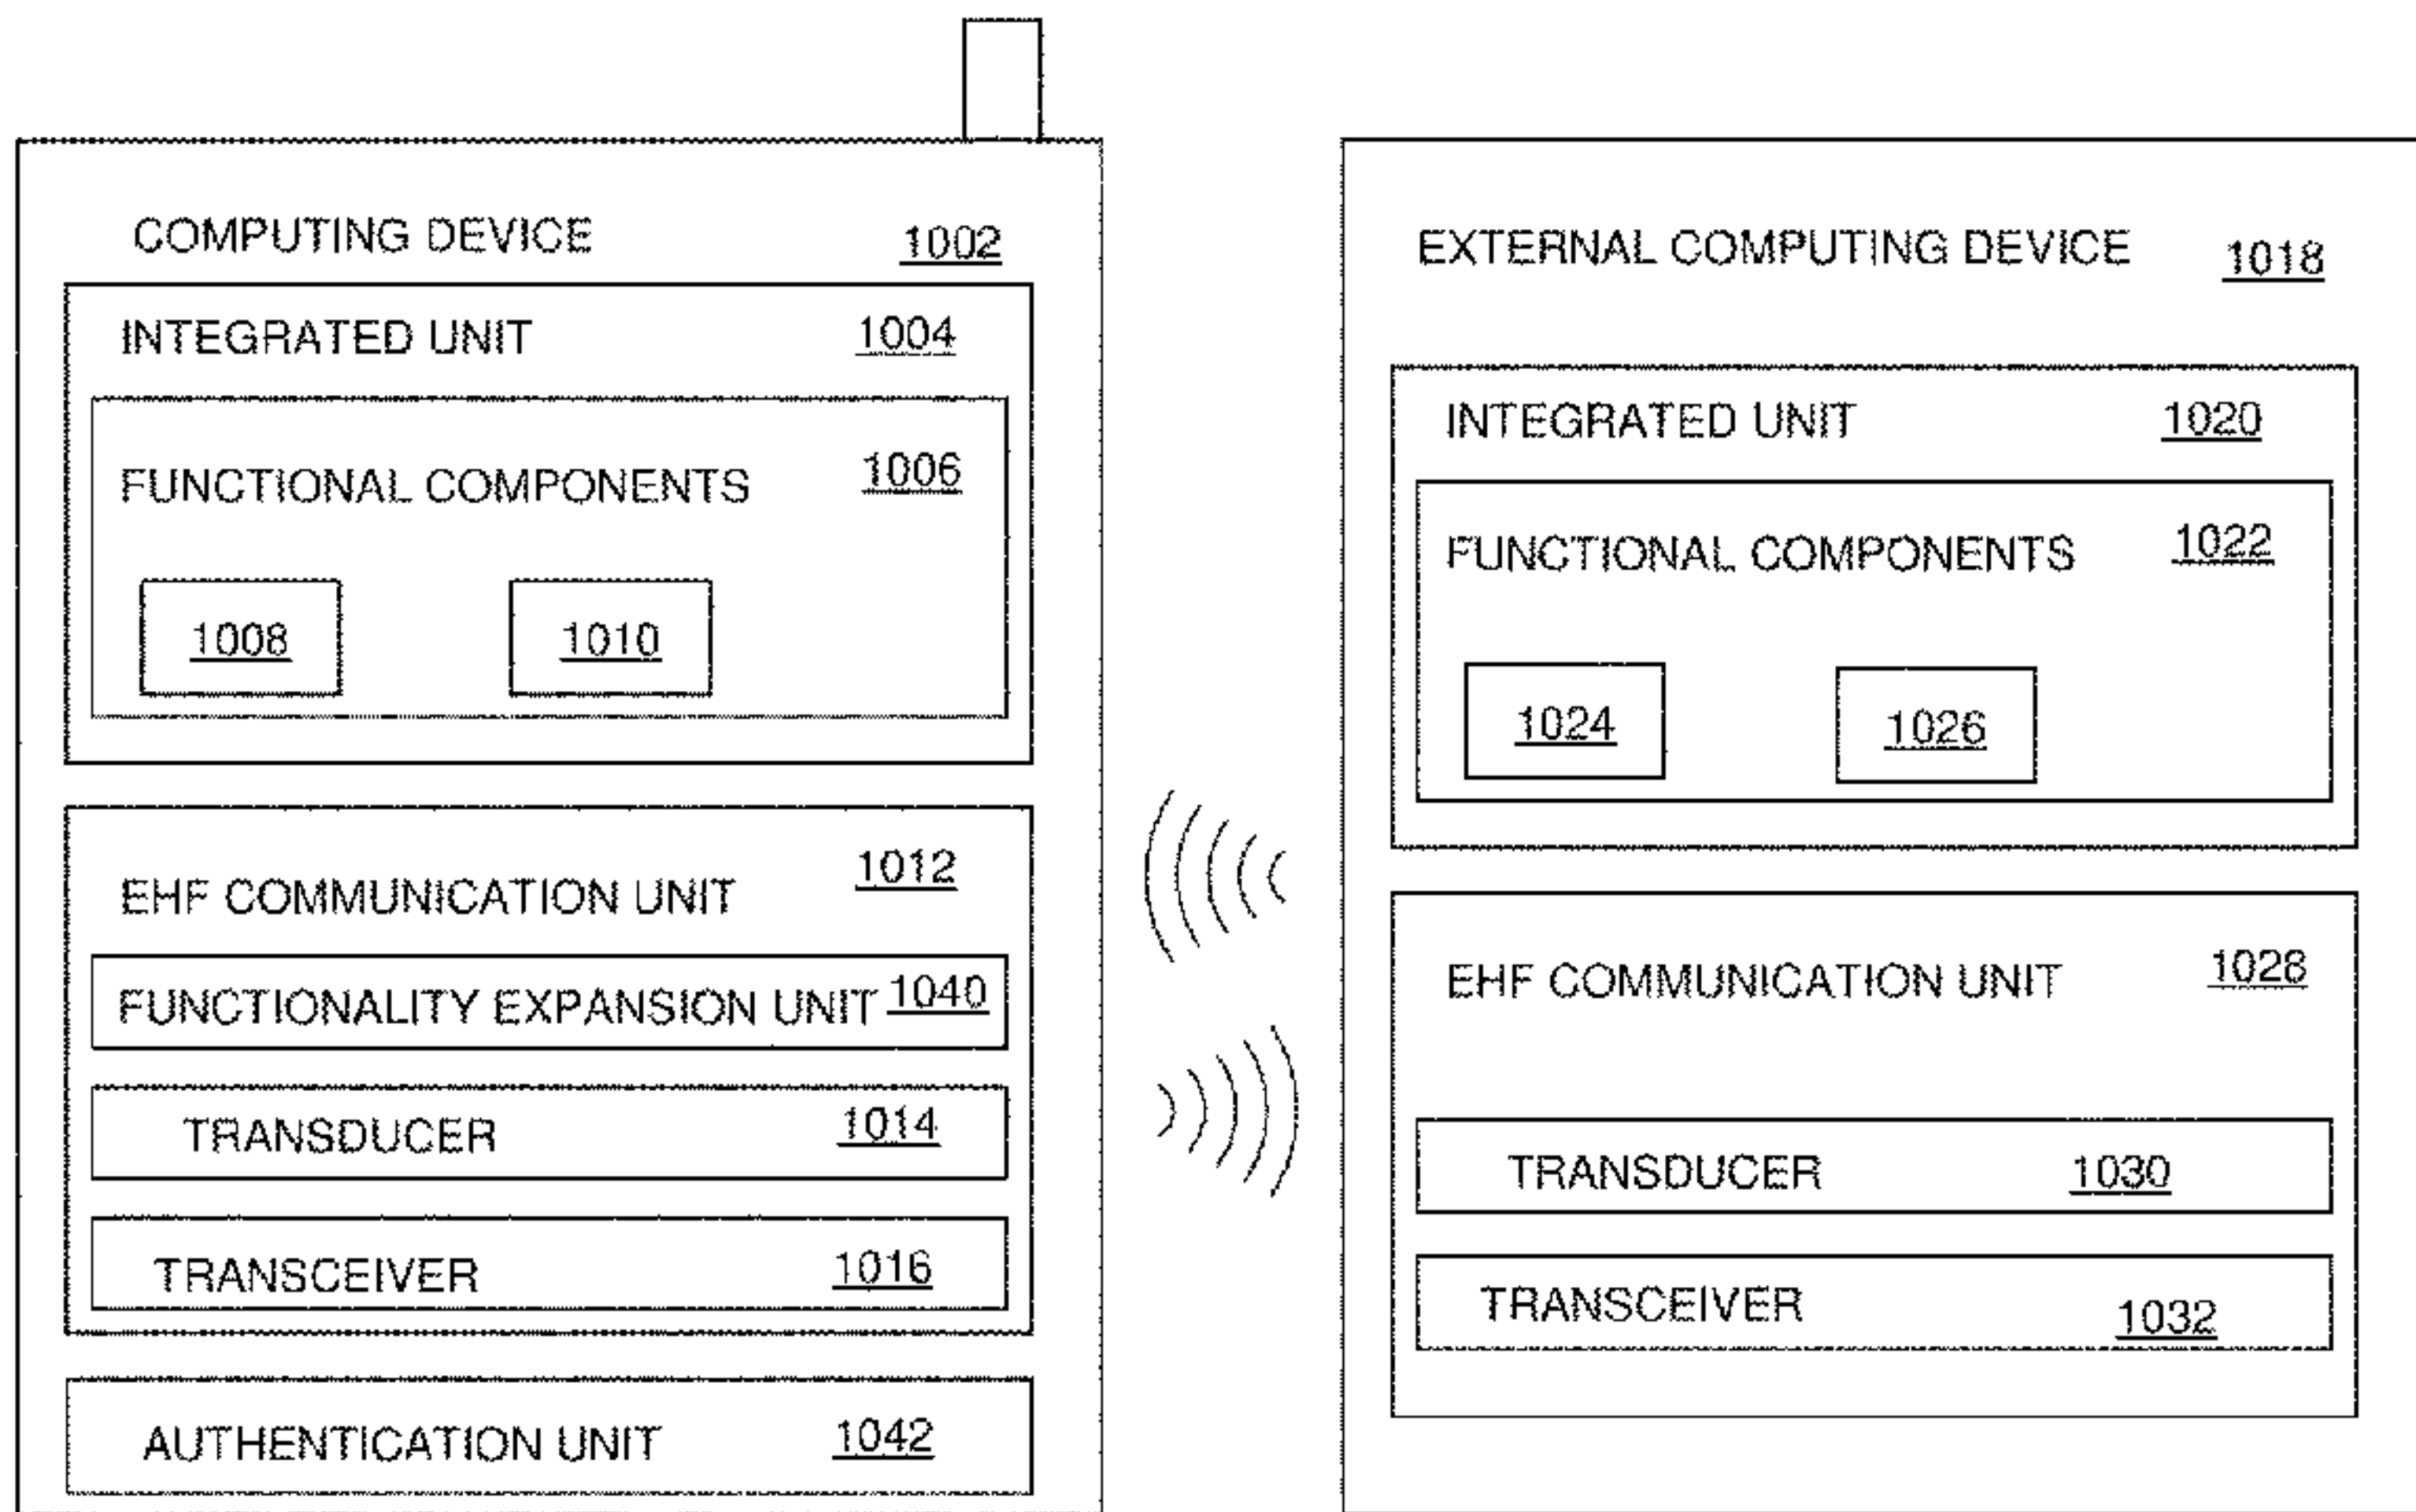 COMPUTING DEVICE 1002
INTEGRATED UNIT 1004
FUNCTIONAL COMPONENTS 1006
1008 1010
EHF COMMUNICATION UNIT 1012
FUNCTIONALITY EXPANSION UNIT 1040
TRANSDUCER 1014
TRANSCEIVER 1016
AUTHENTICATION UNIT 1042
EXTERNAL COMPUTING DEVICE 1018
INTEGRATED UNIT 1020
FUNCTIONAL COMPONENTS 1022
1024 1026
EHF COMMUNICATION UNIT 1028
TRANSDUCER 1030
TRANSCEIVER 1032